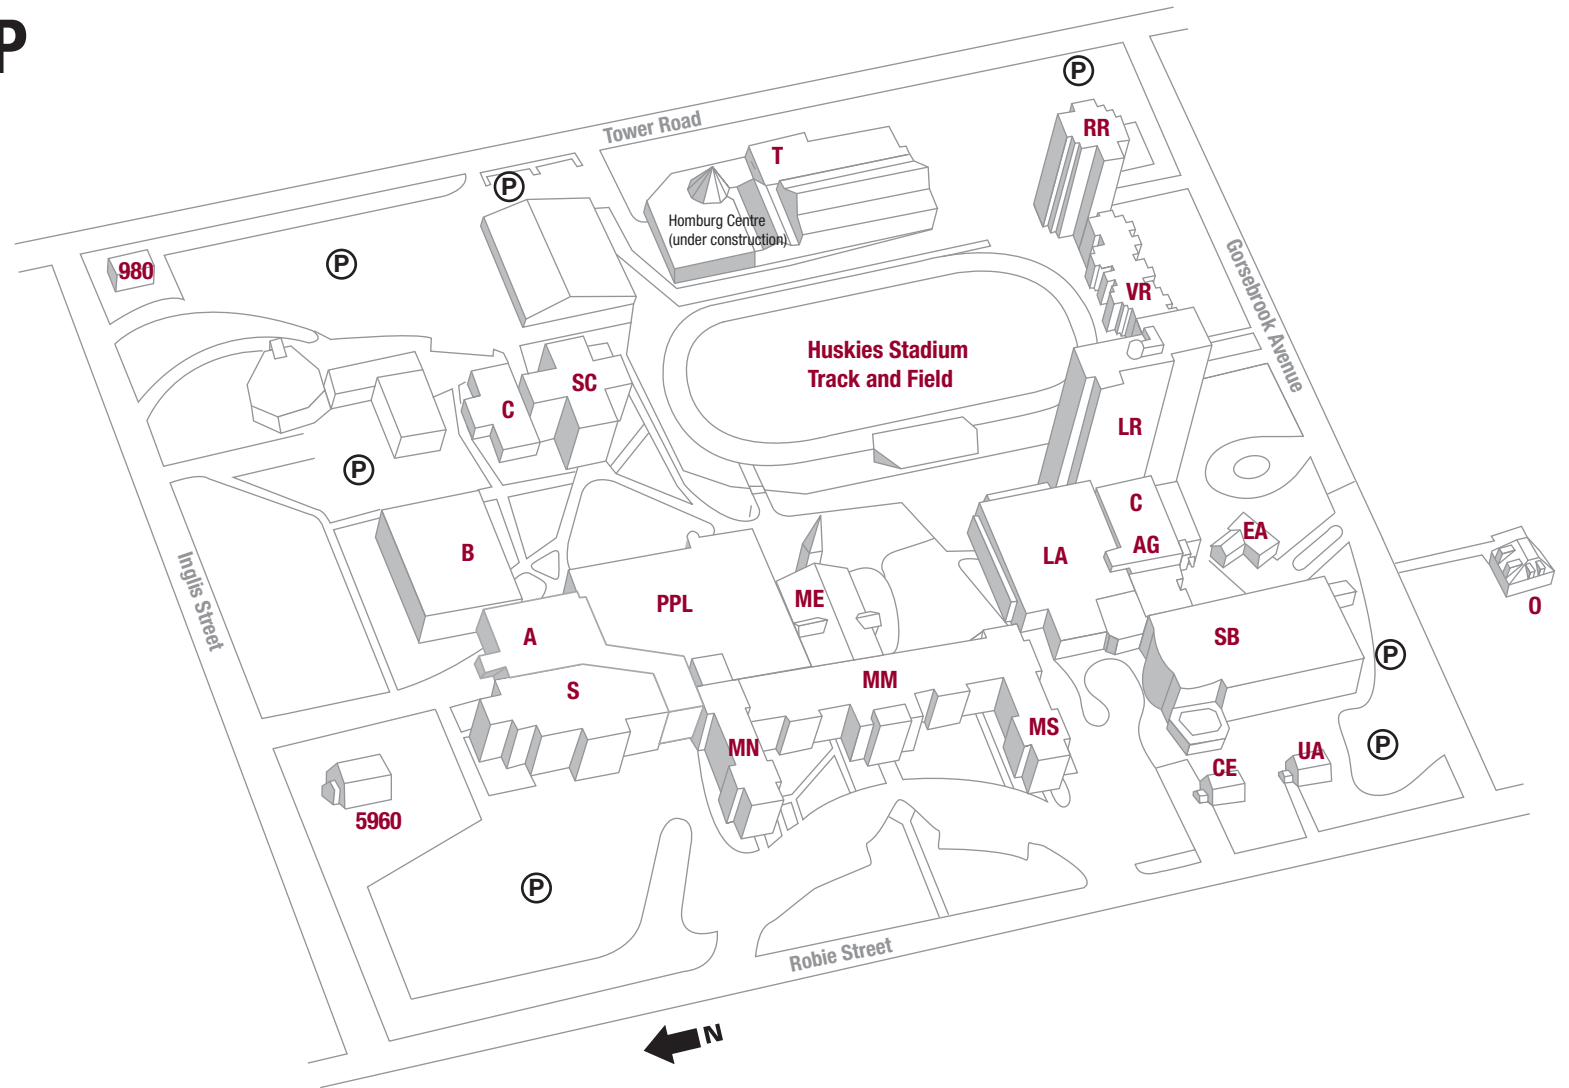 P
P
RR
Tower Road
T
P
Homburg Centre
(under construction)
980
P
Gorsebrook Avenue
VR
Huskies Stadium
Track and Field
SC
C
LR
P
C
EA
AG
B
LA
Inglis Street
PPL
ME
O
A
SB
P
S
MM
MS
MN
P
UA
CE
5960
P
Robie Street
N